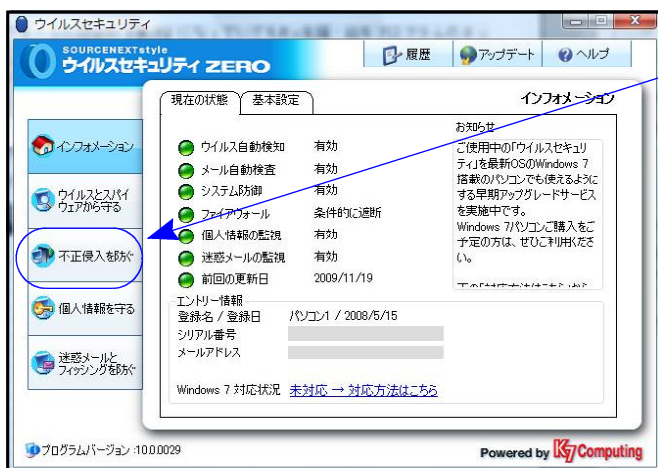 ウイルスセキュリティ
SOURCENEXTstyle
ウイルスセキュリティ ZERO
履歴
アップデート
ヘルプ
現在の状態
基本設定
インフォメーション
インフォメーション
ウイルスとスパイ
ウェアから守る
不正侵入を防ぐ
個人情報を守る
迷惑メールと
フィッシングを防ぐ
ウイルス自動検知 有効
メール自動検査 有効
システム防御 有効
ファイアウォール 条件的に遮断
個人情報の監視 有効
迷惑メールの監視 有効
前回の更新日 2009/11/19
お知らせ
ご使用中の「ウイルスセキュリ
ティ」を最新OSのWindows 7
搭載のパソコンでも使えるように
する早期アップグレードサービス
を実施中です。
Windows 7パソコンご購入をご
予定の方は、ぜひご利用くださ
い。
エントリー情報
登録名 / 登録日 パソコン1 / 2008/5/15
シリアル番号
メールアドレス
Windows 7 対応状況 未対応 → 対応方法はこちら
プログラムバージョン :10.0.0029
Powered by K7 Computing